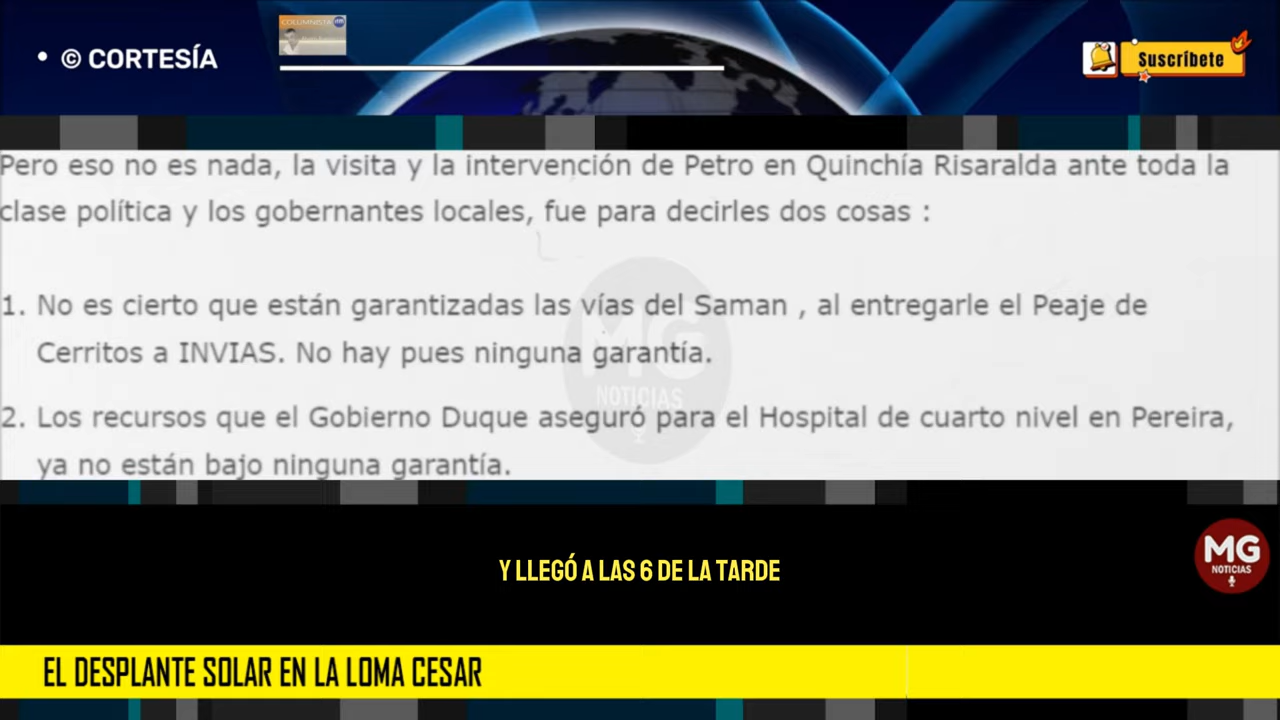 COLUMNISTA
• © CORTESÍA
Suscríbete
Pero eso no es nada, la visita y la intervención de Petro en Quinchía Risaralda ante toda la
clase política y los gobernantes locales, fue para decirles dos cosas :
1. No es cierto que están garantizadas las vías del Saman , al entregarle el Peaje de
Cerritos a INVIAS. No hay pues ninguna garantía.
2. Los recursos que el Gobierno Duque aseguró para el Hospital de cuarto nivel en Pereira,
ya no están bajo ninguna garantía.
MG
NOTICIAS
Y LLEGÓ A LAS 6 DE LA TARDE
MG
NOTICIAS
EL DESPLANTE SOLAR EN LA LOMA CESAR